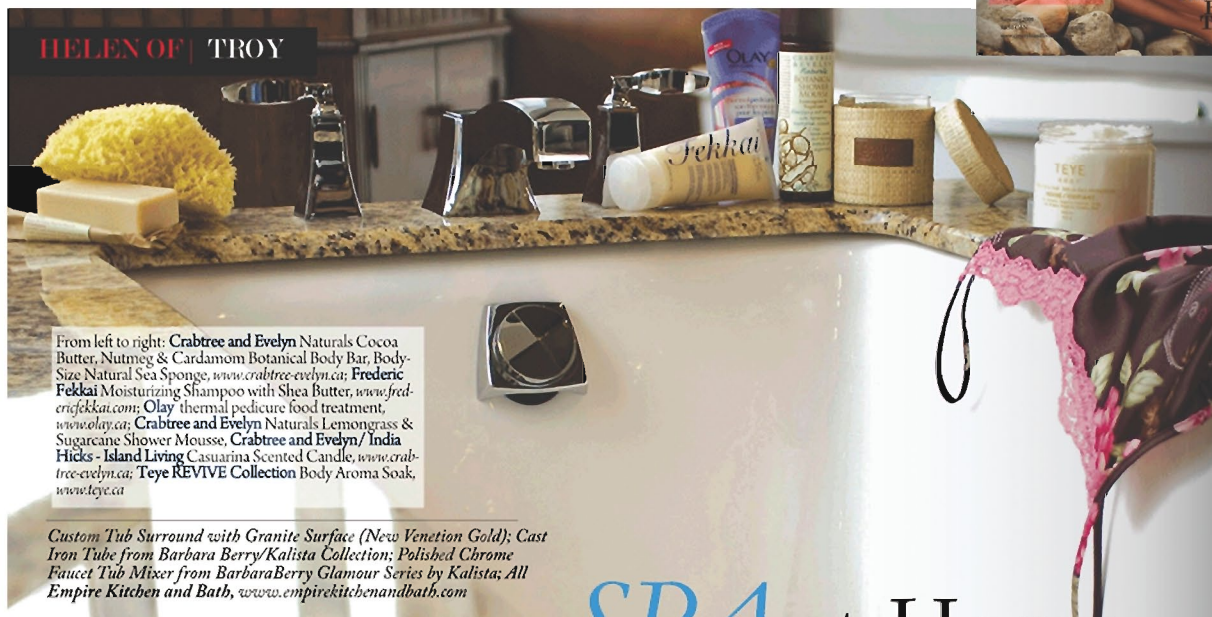 HELEN OF | TROY
OLAY
Fekkai
CRABTREE
EVELYN
TEYE
From left to right: Crabtree and Evelyn Naturals Cocoa
Butter, Nutmeg & Cardamom Botanical Body Bar, Body-
Size Natural Sea Sponge, www.crabtree-evelyn.ca; Frederic
Fekkai Moisturizing Shampoo with Shea Butter, www.fred-
ericfekkai.com; Olay thermal pedicure food treatment,
www.olay.ca; Crabtree and Evelyn Naturals Lemongrass &
Sugarcane Shower Mousse, Crabtree and Evelyn/ India
Hicks - Island Living Casuarina Scented Candle, www.crab-
tree-evelyn.ca; Teye REVIVE Collection Body Aroma Soak,
www.teye.ca
Custom Tub Surround with Granite Surface (New Venetion Gold); Cast
Iron Tube from Barbara Berry/Kalista Collection; Polished Chrome
Faucet Tub Mixer from BarbaraBerry Glamour Series by Kalista; All
Empire Kitchen and Bath, www.empirekitchenandbath.com
SPA